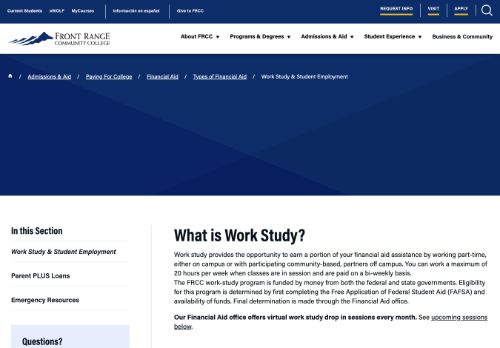 Current Students eWOLF MyCourses Información en español Give to FRCC REQUEST INFO VISIT APPLY
FRONT RANGE
COMMUNITY COLLEGE
About FRCC ▼ Programs & Degrees ▼ Admissions & Aid ▼ Student Experience ▼ Business & Community
/ Admissions & Aid / Paying For College / Financial Aid / Types of Financial Aid / Work Study & Student Employment
In this Section
Work Study & Student Employment
Parent PLUS Loans
Emergency Resources
Questions?
What is Work Study?
Work study provides the opportunity to earn a portion of your financial aid assistance by working part-time,
either on campus or with participating community-based, partners off campus. You can work a maximum of
20 hours per week when classes are in session and are paid on a bi-weekly basis.
The FRCC work-study program is funded by money from both the federal and state governments. Eligibility
for this program is determined by first completing the Free Application of Federal Student Aid (FAFSA) and
availability of funds. Final determination is made through the Financial Aid office.
Our Financial Aid office offers virtual work study drop in sessions every month. See upcoming sessions
below.